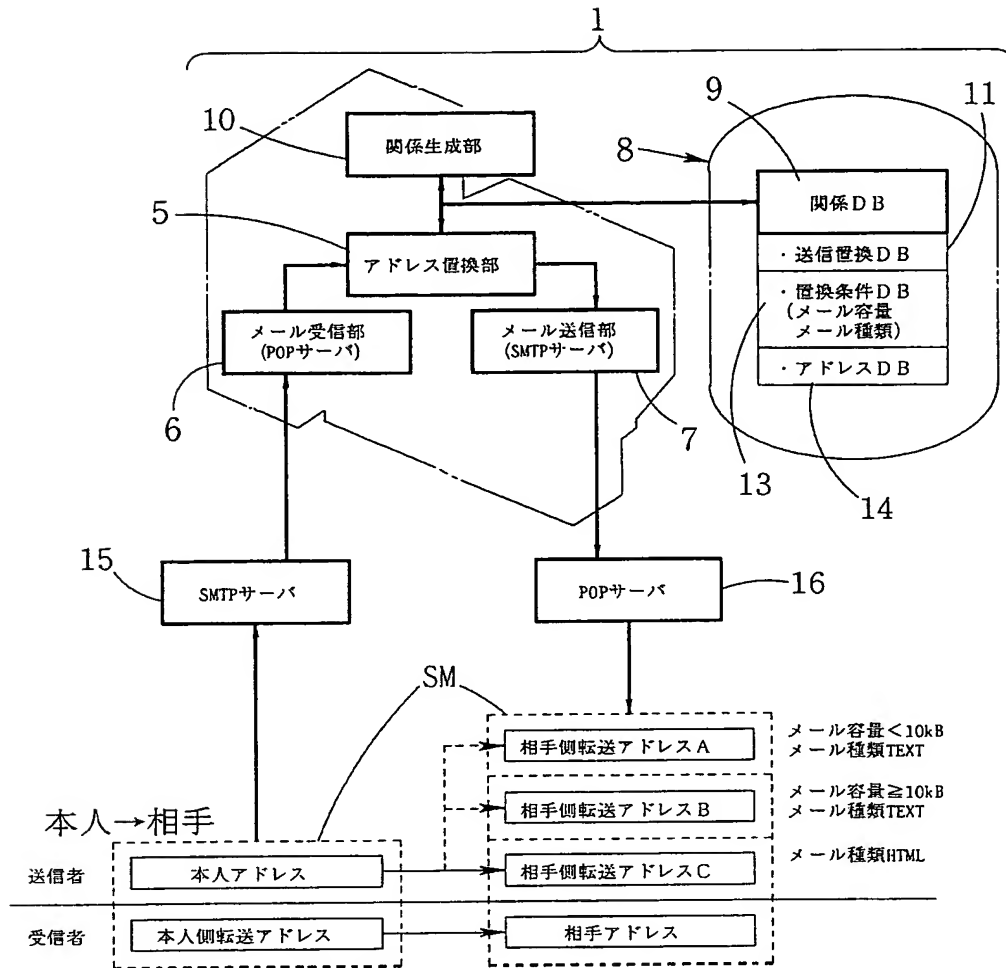 1
10
関係生成部
9
11
8
関係ＤＢ
5
アドレス置換部
・送信置換ＤＢ
・置換条件ＤＢ
(メール容量
メール種類)
・アドレスＤＢ
メール受信部
(POPサーバ)
メール送信部
(SMTPサーバ)
6
7
13
14
15
SMTPサーバ
POPサーバ
16
SM
相手側転送アドレスＡ
メール容量＜10kB
メール種類TEXT
相手側転送アドレスＢ
メール容量≧10kB
メール種類TEXT
本人→相手
送信者
本人アドレス
相手側転送アドレスＣ
メール種類HTML
受信者
本人側転送アドレス
相手アドレス